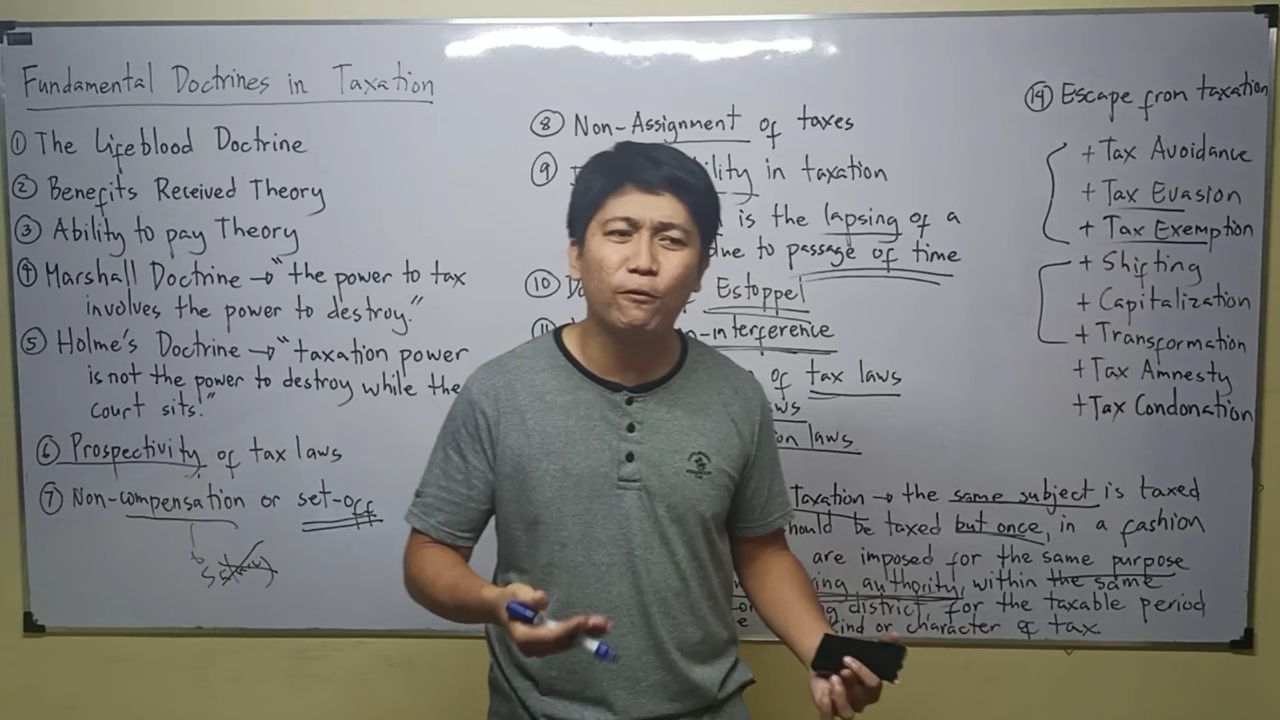 Fundamental Doctrines in Taxation
① The Lifeblood Doctrine
② Benefits Received Theory
③ Ability to pay Theory
④ Marshall Doctrine → "the power to tax
involves the power to destroy."
⑤ Holme's Doctrine → "taxation power
is not the power to destroy while the
court sits."
⑥ Prospectivity of tax laws
⑦ Non-compensation or set-off
⑧ Non-Assignment of taxes
⑨ in taxation
is the lapsing of a
due to passage of time
⑩ Estoppel
of tax laws
laws
Taxation → the same subject is taxed
should be taxed but once, in a fashion
are imposed for the same purpose
authority, within the same
district, for the taxable period
kind or character of tax
⑭ Escape from taxation
+ Tax Avoidance
+ Tax Evasion
+ Tax Exemption
+ Shifting
+ Capitalization
+ Transformation
+ Tax Amnesty
+ Tax Condonation